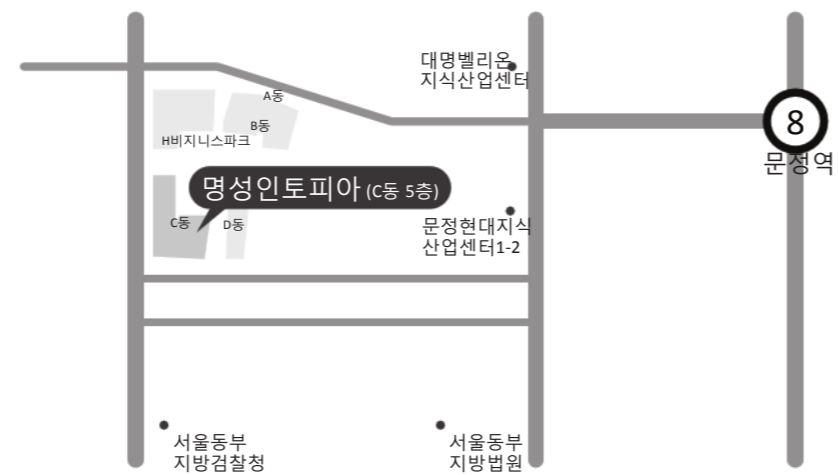 대명벨리온
지식산업센터
A동
B동
8
H비지니스파크
문정역
명성인토피아 (C동 5층)
C동
D동
문정현대지식
산업센터1-2
서울동부
지방검찰청
서울동부
지방법원